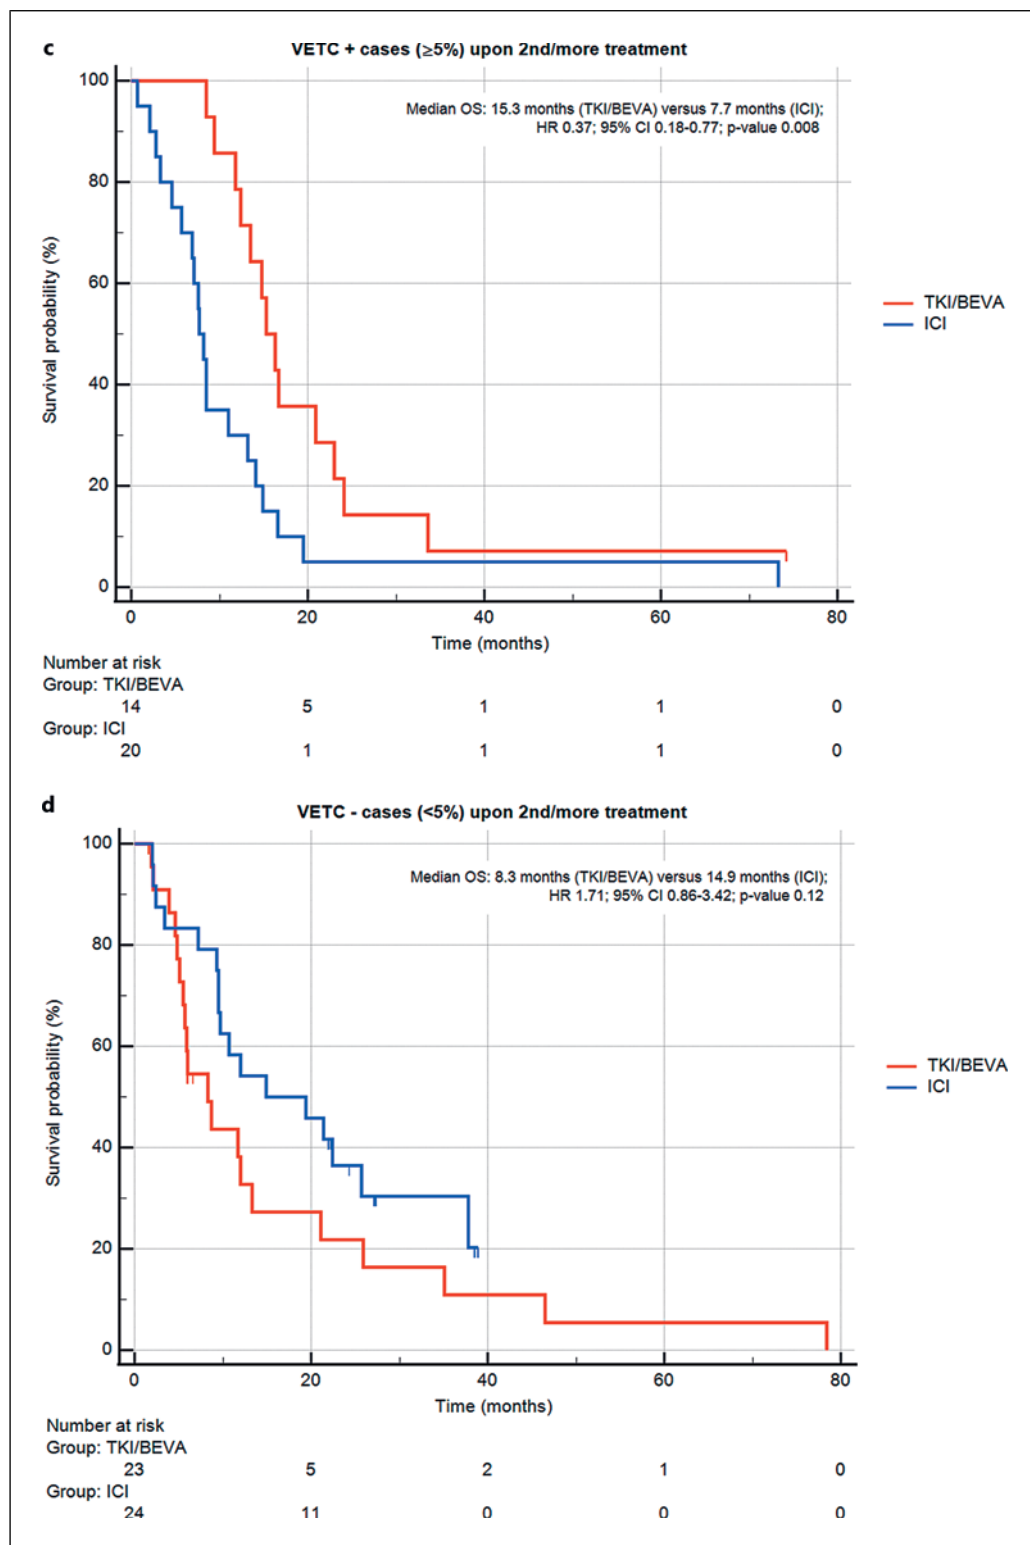 c
VETC + cases (≥5%) upon 2nd/more treatment
Median OS: 15.3 months (TKI/BEVA) versus 7.7 months (ICI);
HR 0.37; 95% CI 0.18-0.77; p-value 0.008
100
80
60
40
20
0
Survival probability (%)
TKI/BEVA
ICI
0 20 40 60 80
Time (months)
Number at risk
Group: TKI/BEVA
14 5 1 1 0
Group: ICI
20 1 1 1 0
d
VETC - cases (<5%) upon 2nd/more treatment
Median OS: 8.3 months (TKI/BEVA) versus 14.9 months (ICI);
HR 1.71; 95% CI 0.86-3.42; p-value 0.12
100
80
60
40
20
0
Survival probability (%)
TKI/BEVA
ICI
0 20 40 60 80
Time (months)
Number at risk
Group: TKI/BEVA
23 5 2 1 0
Group: ICI
24 11 0 0 0